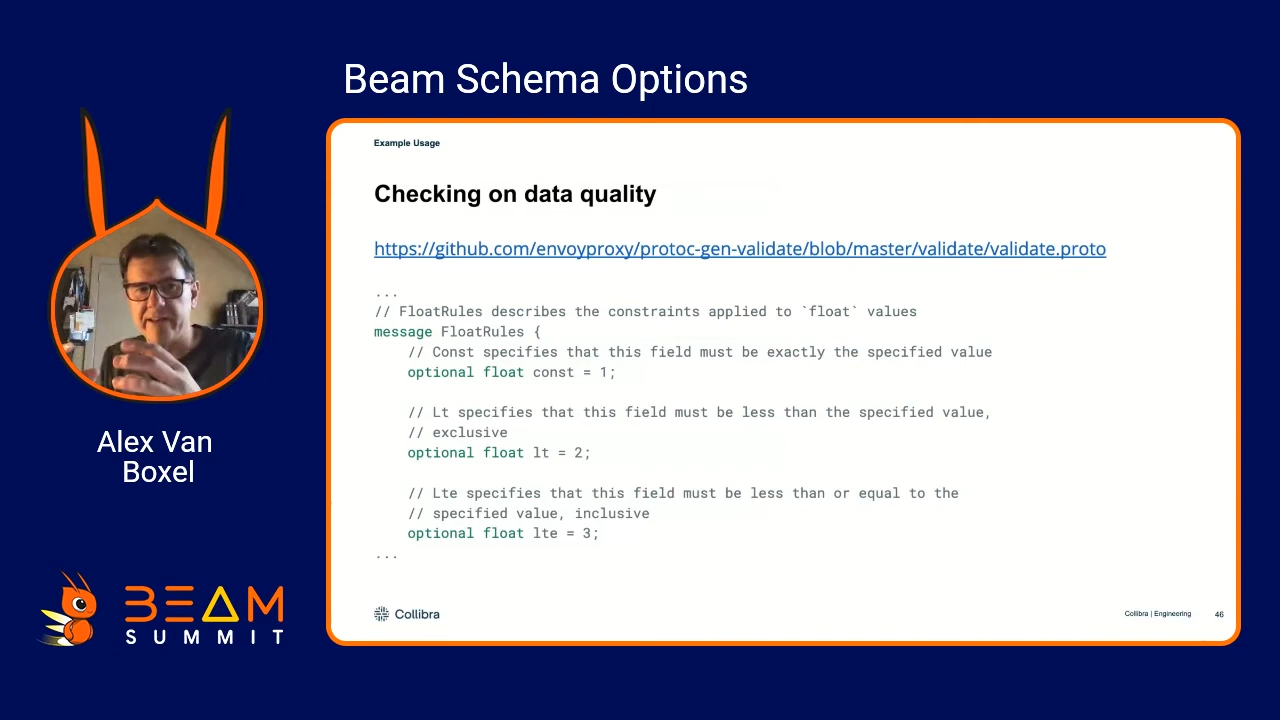 Beam Schema Options
Example Usage
Checking on data quality
https://github.com/envoyproxy/protoc-gen-validate/blob/master/validate/validate.proto
...
// FloatRules describes the constraints applied to `float` values
message FloatRules {
// Const specifies that this field must be exactly the specified value
optional float const = 1;
// Lt specifies that this field must be less than the specified value,
// exclusive
optional float lt = 2;
// Lte specifies that this field must be less than or equal to the
// specified value, inclusive
optional float lte = 3;
...
Collibra
Collibra | Engineering
46
Alex Van
Boxel
BEAM
SUMMIT